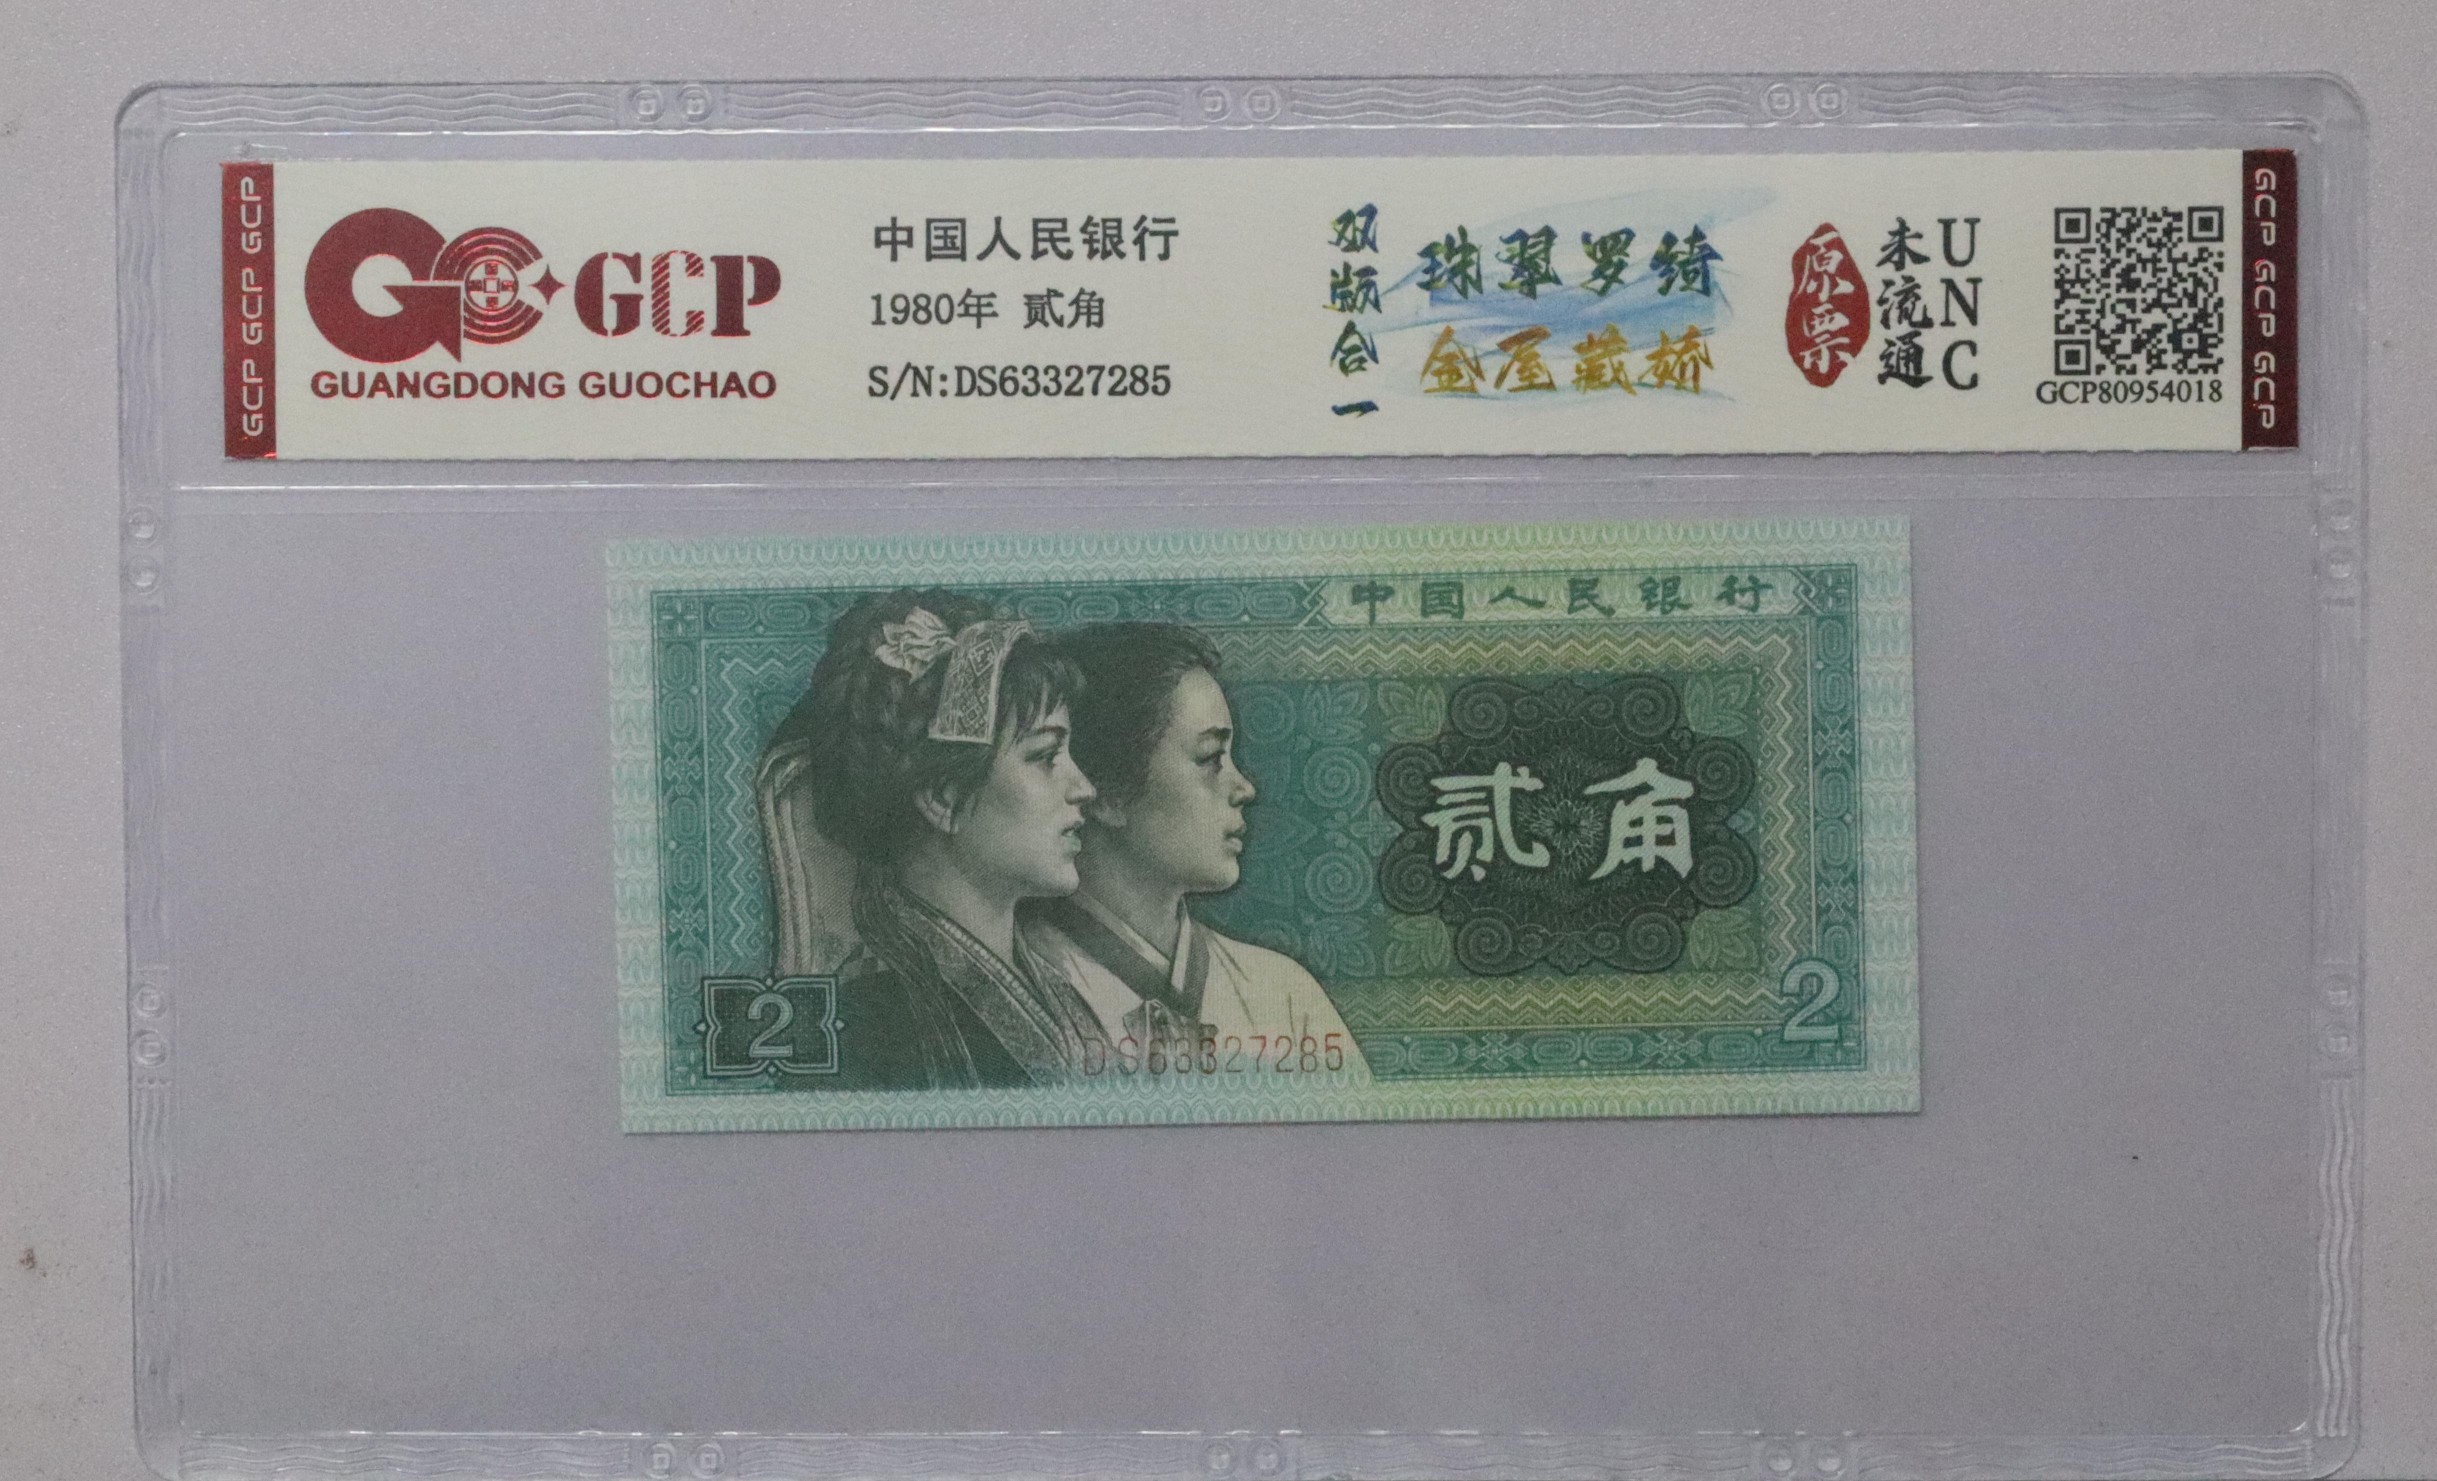 GCP GCP GCP
GCP
GUANGDONG GUOCHAO
中国人民银行
1980年 贰角
S/N:DS63327285
双版合一
珠翠罗绮
金屋藏娇
原票
未流通
UNC
GCP80954018
GCP GCP GCP
中国人民银行
贰角
2
2
DS63327285